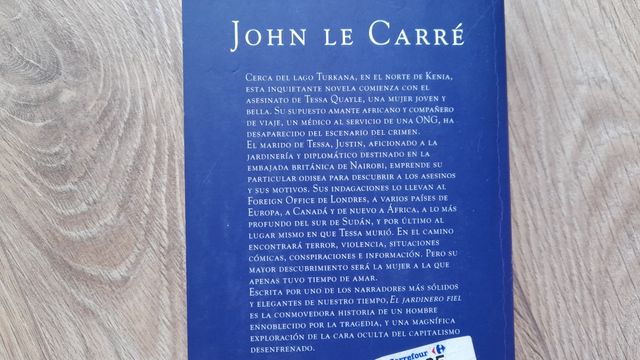 JOHN LE CARRÉ
CERCA DEL LAGO TURKANA, EN EL NORTE DE KENIA,
ESTA INQUIETANTE NOVELA COMIENZA CON EL
ASESINATO DE TESSA QUAYLE, UNA MUJER JOVEN Y
BELLA. SU SUPUESTO AMANTE AFRICANO Y COMPAÑERO
DE VIAJE, UN MÉDICO AL SERVICIO DE UNA ONG, HA
DESAPARECIDO DEL ESCENARIO DEL CRIMEN.
EL MARIDO DE TESSA, JUSTIN, AFICIONADO A LA
JARDINERÍA Y DIPLOMÁTICO DESTINADO EN LA
EMBAJADA BRITÁNICA DE NAIROBI, EMPRENDE SU
PARTICULAR ODISEA PARA DESCUBRIR A LOS ASESINOS
Y SUS MOTIVOS. SUS INDAGACIONES LO LLEVAN AL
FOREIGN OFFICE DE LONDRES, A VARIOS PAÍSES DE
EUROPA, A CANADÁ Y DE NUEVO A ÁFRICA, A LO MÁS
PROFUNDO DEL SUR DE SUDÁN, Y POR ÚLTIMO AL
LUGAR MISMO EN QUE TESSA MURIÓ. EN EL CAMINO
ENCONTRARÁ TERROR, VIOLENCIA, SITUACIONES
CÓMICAS, CONSPIRACIONES E INFORMACIÓN. PERO SU
MAYOR DESCUBRIMIENTO SERÁ LA MUJER A LA QUE
APENAS TUVO TIEMPO DE AMAR.
ESCRITA POR UNO DE LOS NARRADORES MÁS SÓLIDOS
Y ELEGANTES DE NUESTRO TIEMPO, EL JARDINERO FIEL
ES LA CONMOVEDORA HISTORIA DE UN HOMBRE
ENNOBLECIDO POR LA TRAGEDIA, Y UNA MAGNÍFICA
EXPLORACIÓN DE LA CARA OCULTA DEL CAPITALISMO
DESENFRENADO.
Carrefour